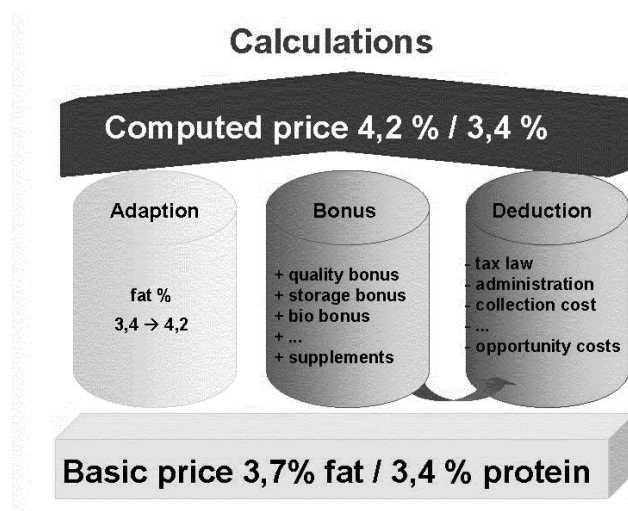 Calculations
Computed price 4,2 % / 3,4 %
Adaption
fat %
3,4 → 4,2
Bonus
+ quality bonus
+ storage bonus
+ bio bonus
+ ...
+ supplements
Deduction
- tax law
- administration
- collection cost
- ...
- opportunity costs
Basic price 3,7% fat / 3,4 % protein